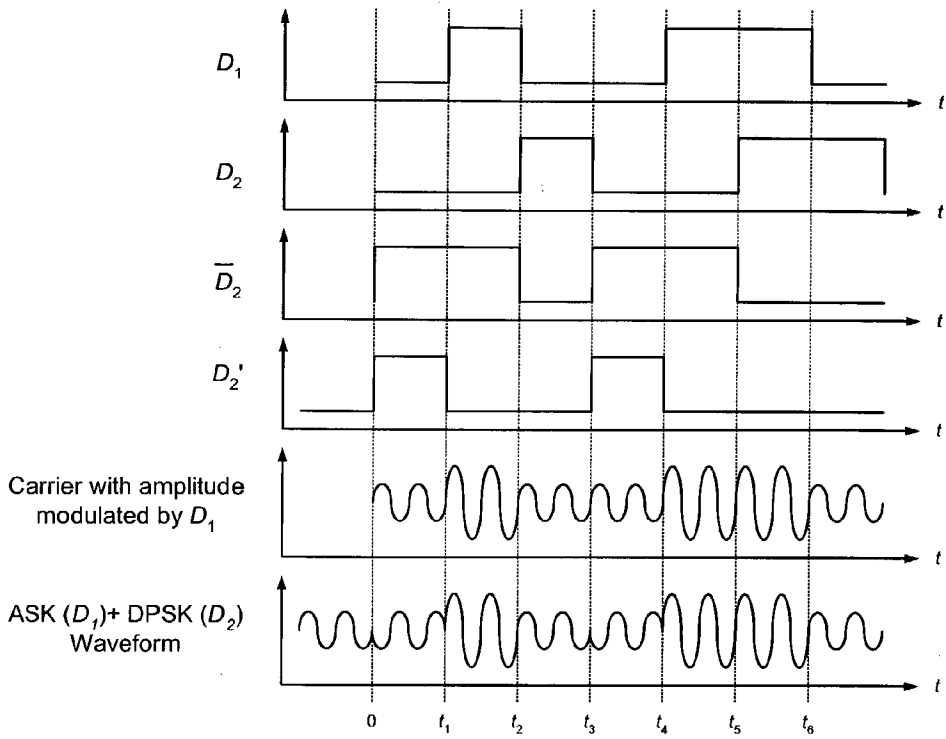 D₁
t
D₂
t
D̅₂
t
D₂'
t
Carrier with amplitude
modulated by D₁
t
ASK (D₁)+ DPSK (D₂)
Waveform
t
0 t₁ t₂ t₃ t₄ t₅ t₆